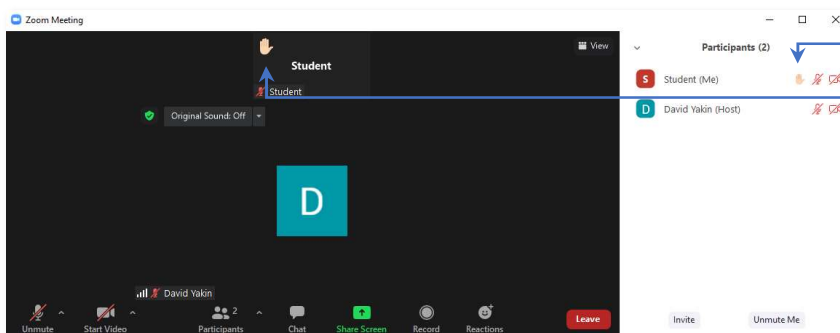 Zoom Meeting
View
Student
Student
Original Sound: Off
D
David Yakin
Unmute
Start Video
2
Participants
Chat
Share Screen
Record
Reactions
Leave
Participants (2)
S Student (Me)
D David Yakin (Host)
Invite
Unmute Me